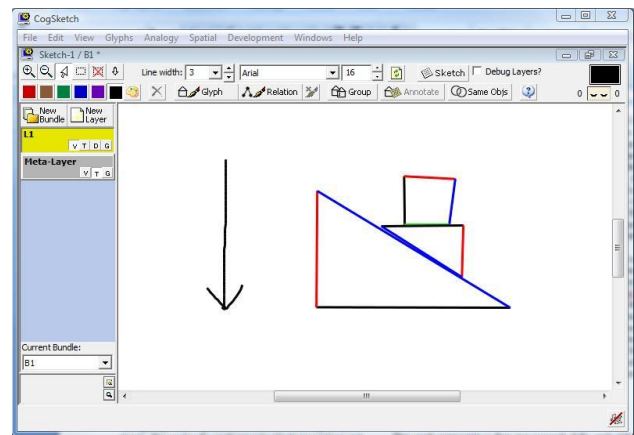 CogSketch
File Edit View Glyphs Analogy Spatial Development Windows Help
Sketch-1 / B1 *
Line width: 3 Arial 16 Sketch Debug Layers?
Glyph Relation Group Annotate Same Objs 0 0
New Bundle New Layer
L1
V T D G
Meta-Layer
V T G
Current Bundle:
B1